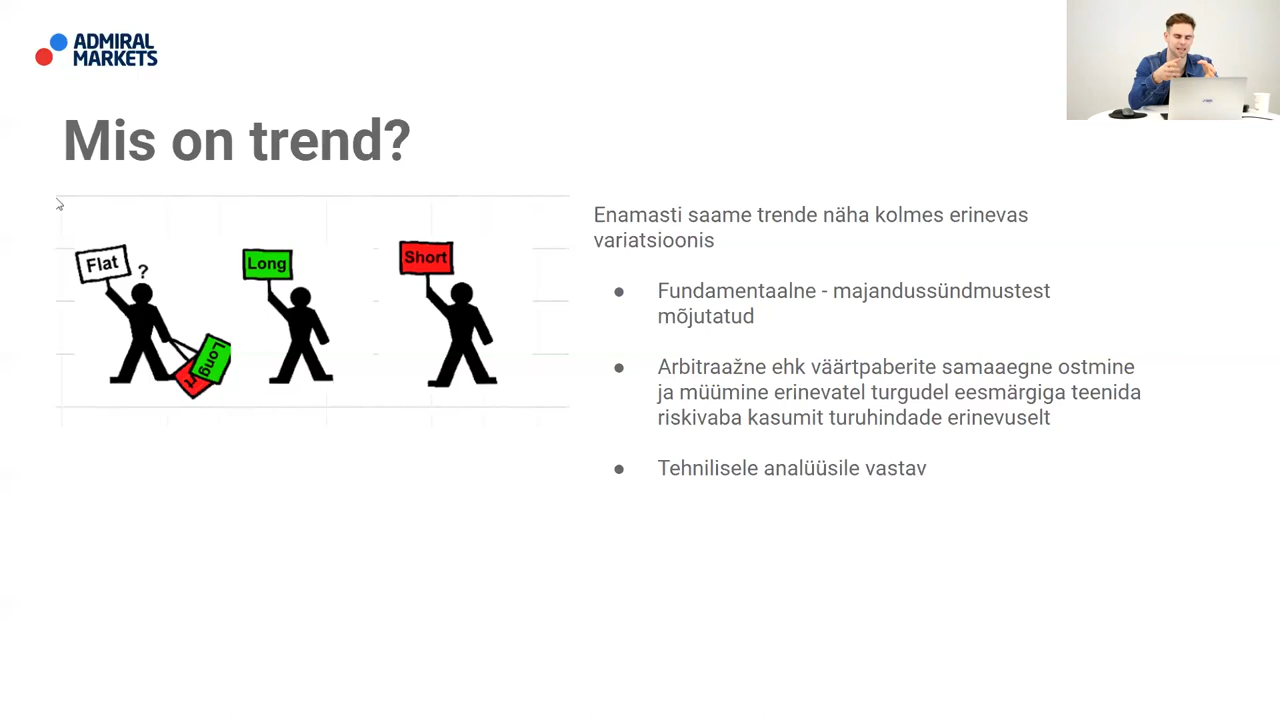 ADMIRAL
MARKETS
Mis on trend?
Flat
?
Long
Short
Long
rt
Enamasti saame trende näha kolmes erinevas
variatsioonis
● Fundamentaalne - majandussündmustest
mõjutatud
● Arbitraažne ehk väärtpaberite samaaegne ostmine
ja müümine erinevatel turgudel eesmärgiga teenida
riskivaba kasumit turuhindade erinevuselt
● Tehnilisele analüüsile vastav